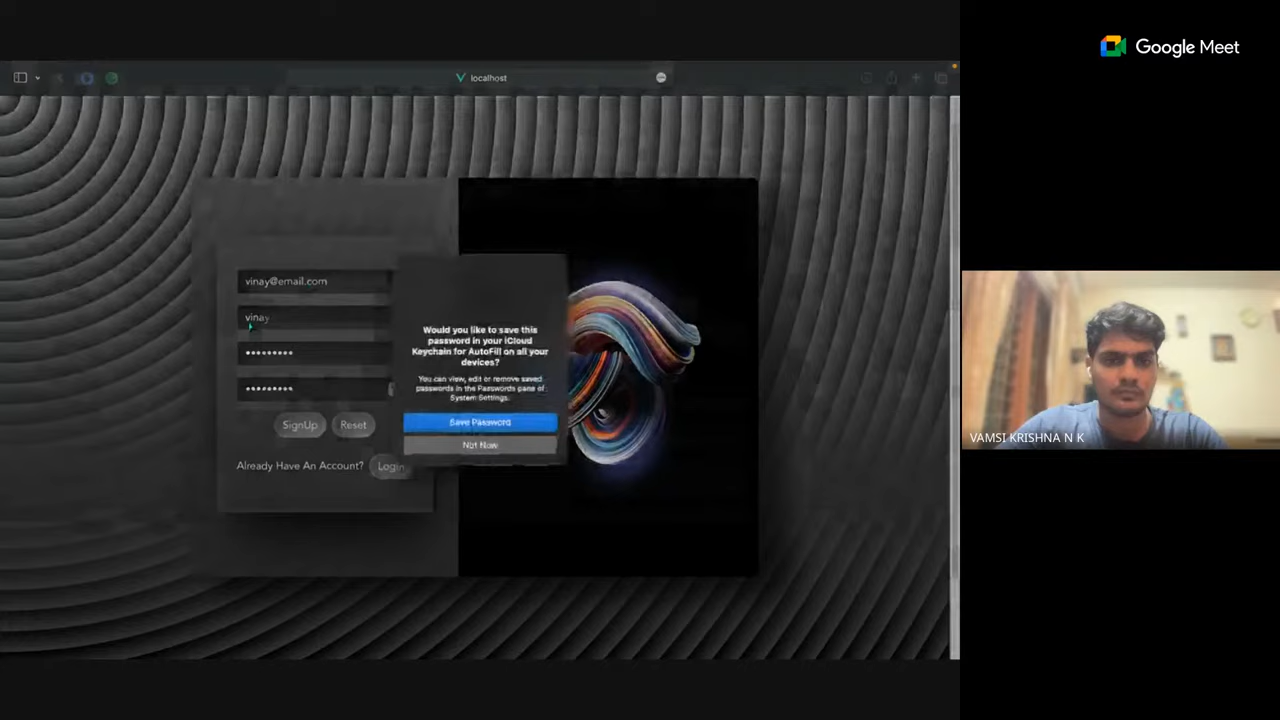 Google Meet
localhost
vinay@email.com
vinay
Would you like to save this
password in your iCloud
Keychain for AutoFill on all your
devices?
You can view, edit or remove saved
passwords in the Passwords pane of
System Settings.
Save Password
Not Now
SignUp
Reset
Already Have An Account?
Login
VAMSI KRISHNA N K